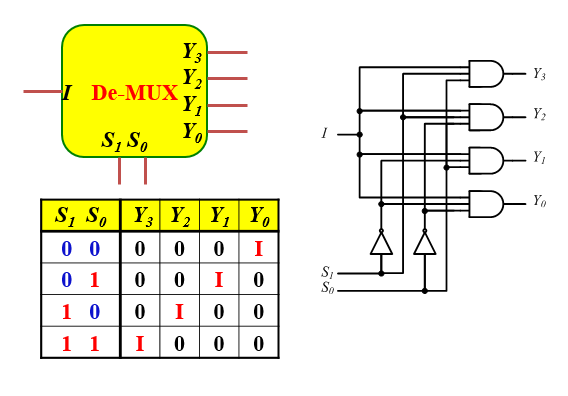 Y3
Y2
I De-MUX Y1
Y0
S1 S0
S1 S0 Y3 Y2 Y1 Y0
0 0 0 0 0 I
0 1 0 0 I 0
1 0 0 I 0 0
1 1 I 0 0 0
Y3
Y2
I
Y1
Y0
S1
S0